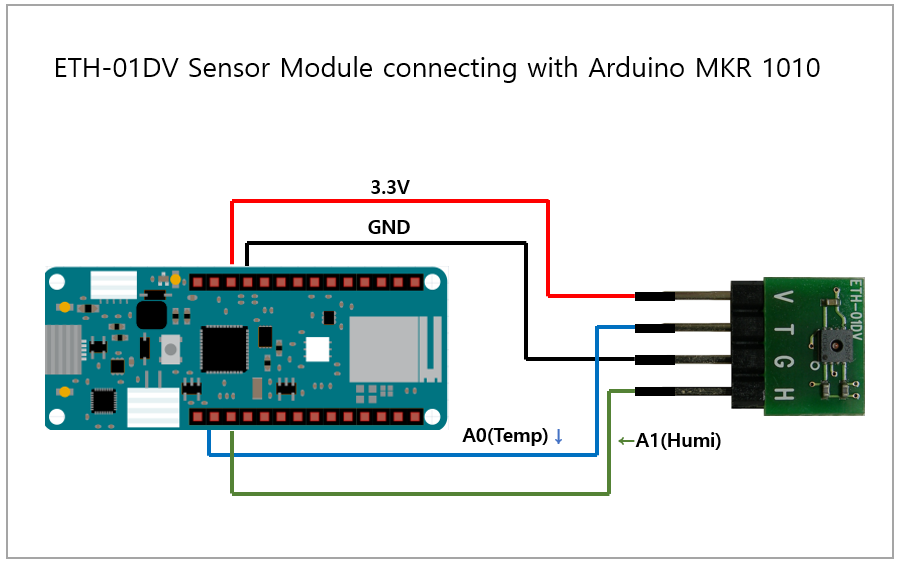 ETH-01DV Sensor Module connecting with Arduino MKR 1010
3.3V
GND
ETH-01DV
V
T
G
H
A0(Temp) ↓
←A1(Humi)